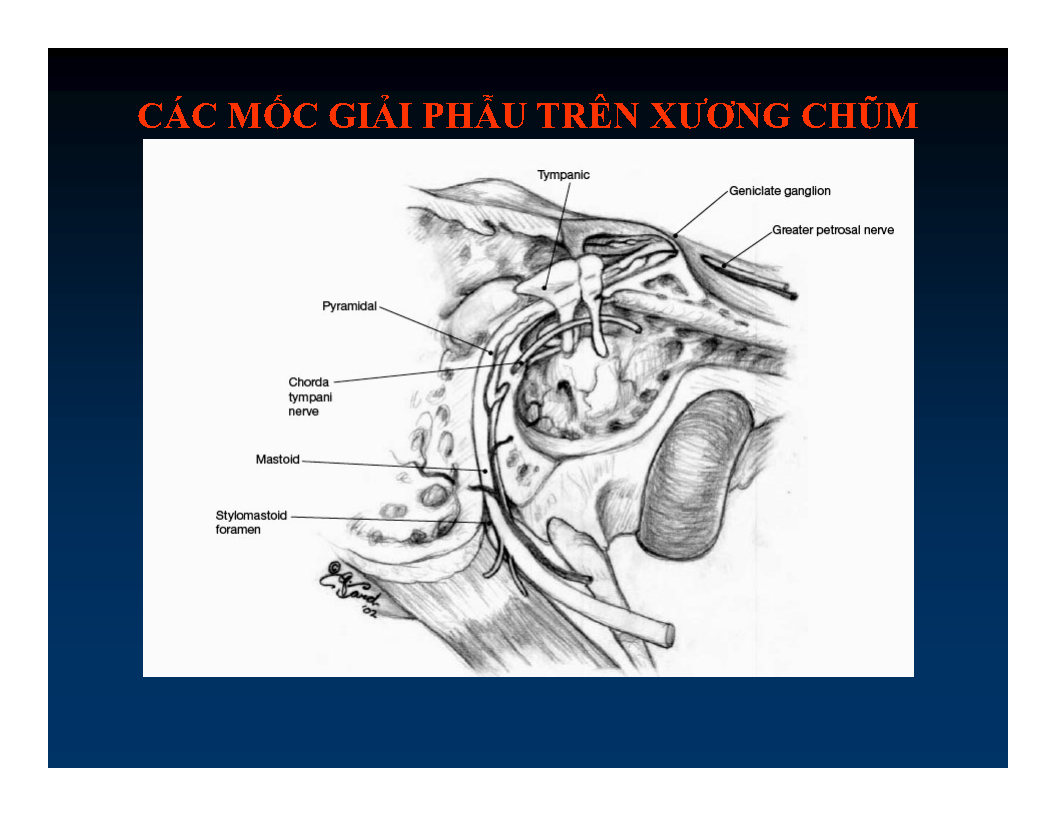 CÁC MỐC GIẢI PHẪU TRÊN XƯƠNG CHŨM
Tympanic
Geniclate ganglion
Greater petrosal nerve
Pyramidal
Chorda
tympani
nerve
Mastoid
Stylomastoid
foramen
©
'02